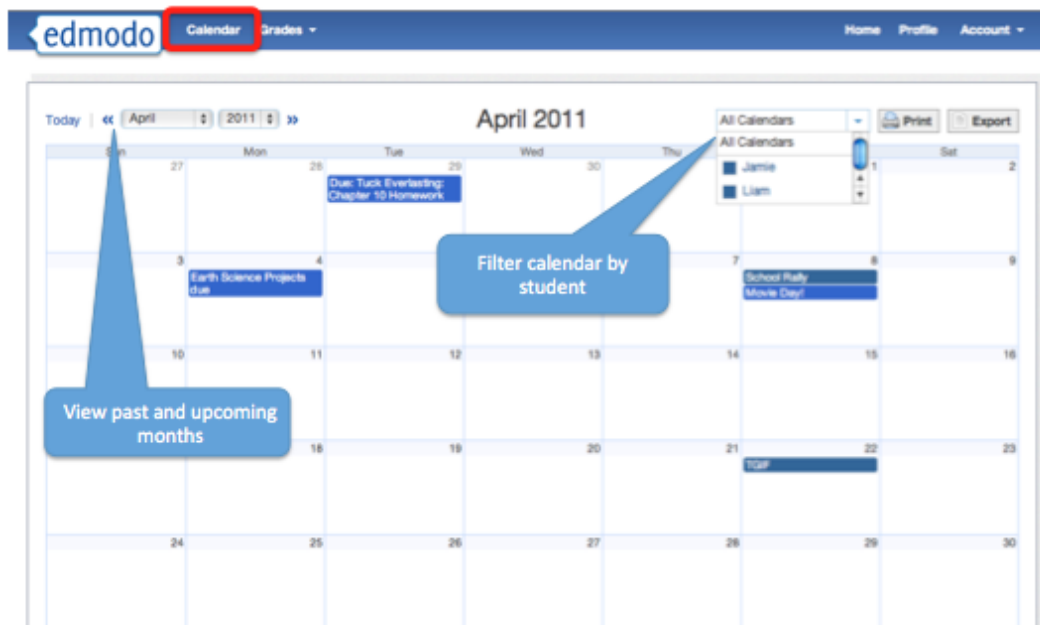 edmodo Calendar Grades Home Profile Account
Today « April 2011 » April 2011 All Calendars Print Export
All Calendars
Jamie
Liam
Sun Mon Tue Wed Thu Sat
27 28 29 30 1 2
Due: Tuck Everlasting:
Chapter 10 Homework
Filter calendar by
student
3 4 7 8 9
Earth Science Projects
due
School Rally
Movie Day!
10 11 12 13 14 15 16
View past and upcoming
months
18 19 20 21 22 23
TGIF
24 25 26 27 28 29 30